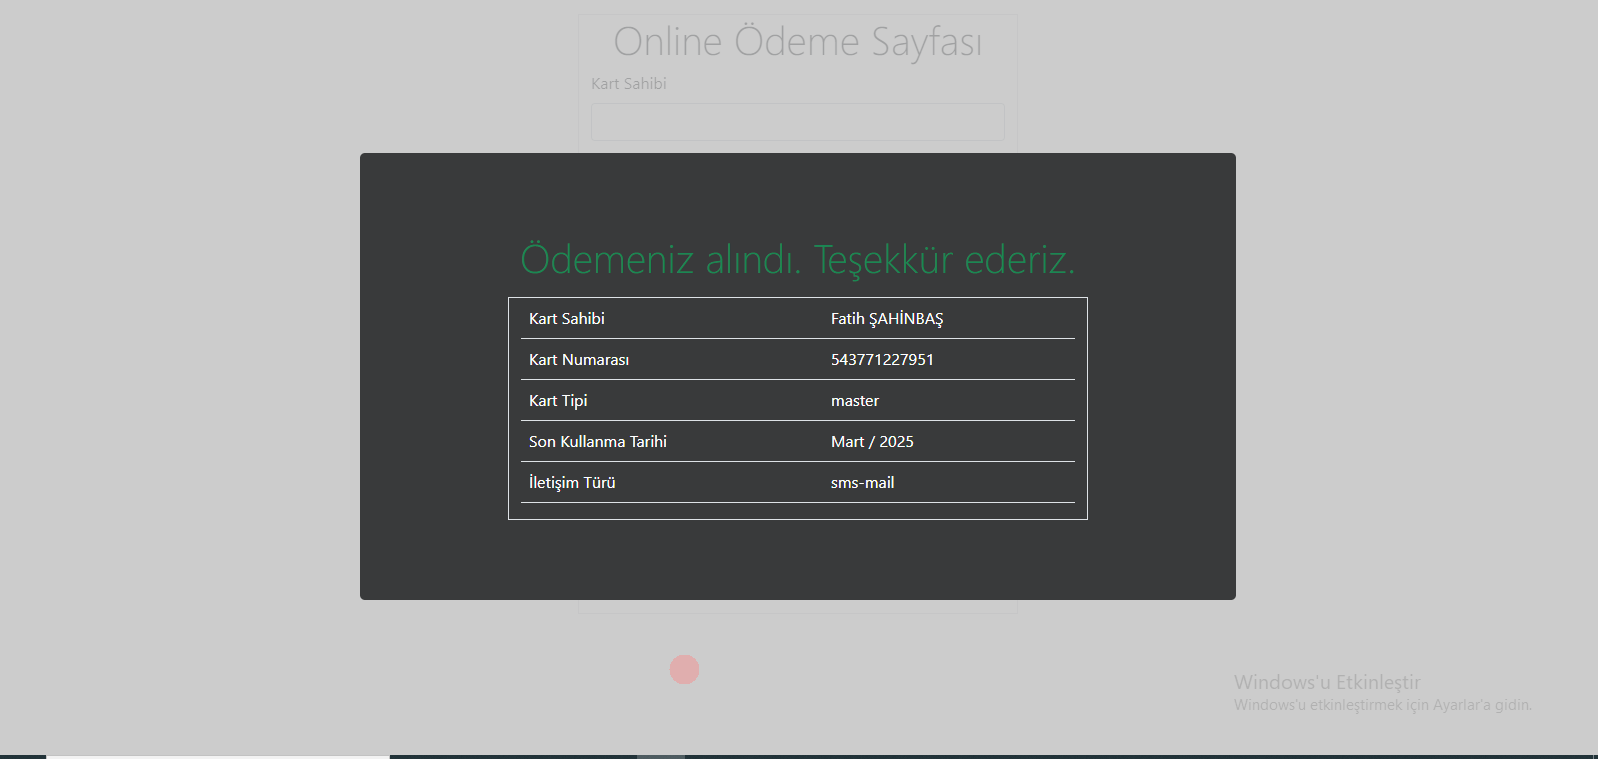 Online Ödeme Sayfası
Kart Sahibi
Ödemeniz alındı. Teşekkür ederiz.
Kart Sahibi Fatih ŞAHİNBAŞ
Kart Numarası 543771227951
Kart Tipi master
Son Kullanma Tarihi Mart / 2025
İletişim Türü sms-mail
Windows'u Etkinleştir
Windows'u etkinleştirmek için Ayarlar'a gidin.